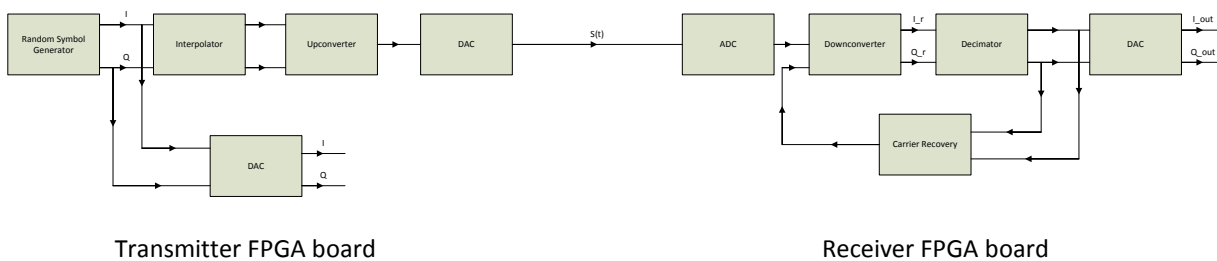 I
Random Symbol
Generator
Q
Interpolator
Upconverter
DAC
S(t)
ADC
Downconverter
I_r
Q_r
Decimator
DAC
I_out
Q_out
DAC
I
Q
Carrier Recovery
Transmitter FPGA board
Receiver FPGA board